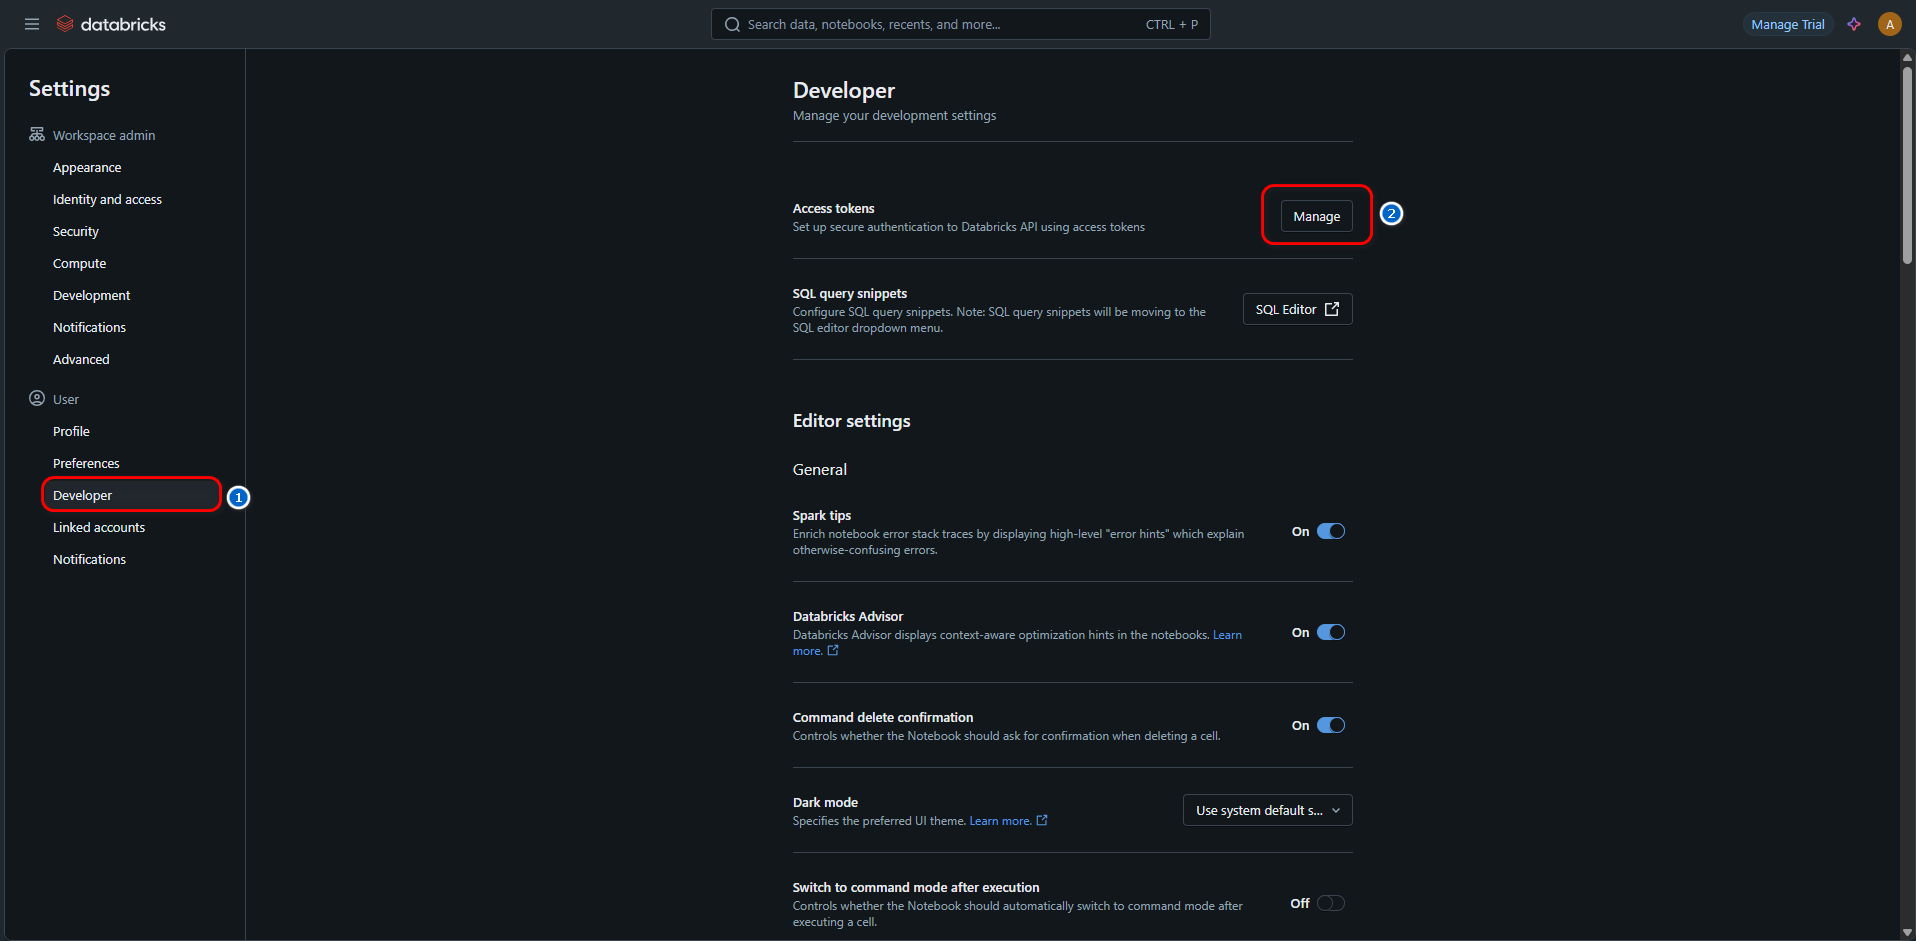 databricks
Search data, notebooks, recents, and more...
CTRL + P
Manage Trial
A
Settings
Workspace admin
Appearance
Identity and access
Security
Compute
Development
Notifications
Advanced
User
Profile
Preferences
Developer
1
Linked accounts
Notifications
Developer
Manage your development settings
Access tokens
Set up secure authentication to Databricks API using access tokens
Manage
2
SQL query snippets
Configure SQL query snippets. Note: SQL query snippets will be moving to the
SQL editor dropdown menu.
SQL Editor
Editor settings
General
Spark tips
Enrich notebook error stack traces by displaying high-level "error hints" which explain
otherwise-confusing errors.
On
Databricks Advisor
Databricks Advisor displays context-aware optimization hints in the notebooks. Learn
more.
On
Command delete confirmation
Controls whether the Notebook should ask for confirmation when deleting a cell.
On
Dark mode
Specifies the preferred UI theme. Learn more.
Use system default s...
Switch to command mode after execution
Controls whether the Notebook should automatically switch to command mode after
executing a cell.
Off